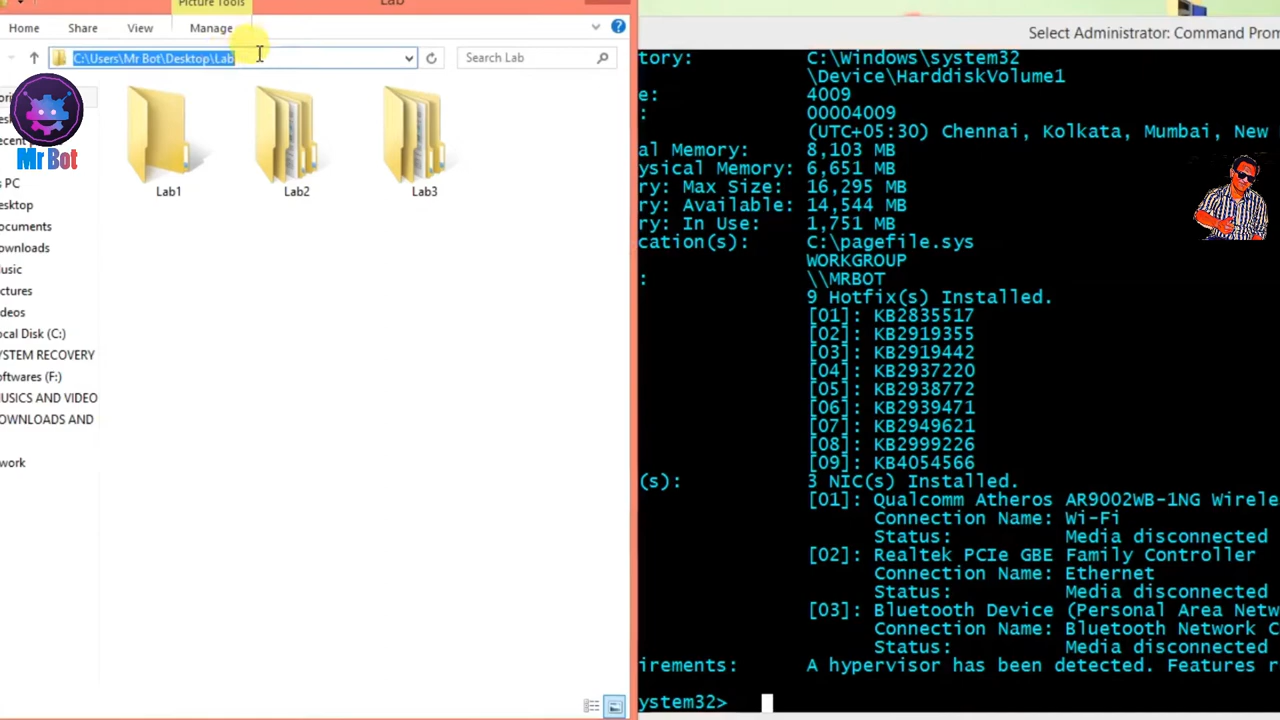 Picture Tools
Lab
Home Share View Manage
C:\Users\Mr Bot\Desktop\Lab
Search Lab
Mr Bot
PC
esktop
ocuments
ownloads
usic
ctures
deos
ocal Disk (C:)
YSTEM RECOVERY
oftwares (F:)
USICS AND VIDEO
OWNLOADS AND
work
Lab1
Lab2
Lab3
Select Administrator: Command Prom
tory: C:\Windows\system32
\Device\HarddiskVolume1
e: 4009
: 00004009
(UTC+05:30) Chennai, Kolkata, Mumbai, New
al Memory: 8,103 MB
ysical Memory: 6,651 MB
ry: Max Size: 16,295 MB
ry: Available: 14,544 MB
ry: In Use: 1,751 MB
cation(s): C:\pagefile.sys
WORKGROUP
: \\MRBOT
9 Hotfix(s) Installed.
[01]: KB2835517
[02]: KB2919355
[03]: KB2919442
[04]: KB2937220
[05]: KB2938772
[06]: KB2939471
[07]: KB2949621
[08]: KB2999226
[09]: KB4054566
(s): 3 NIC(s) Installed.
[01]: Qualcomm Atheros AR9002WB-1NG Wirele
Connection Name: Wi-Fi
Status: Media disconnected
[02]: Realtek PCIe GBE Family Controller
Connection Name: Ethernet
Status: Media disconnected
[03]: Bluetooth Device (Personal Area Netw
Connection Name: Bluetooth Network C
Status: Media disconnected
irements: A hypervisor has been detected. Features r
ystem32>